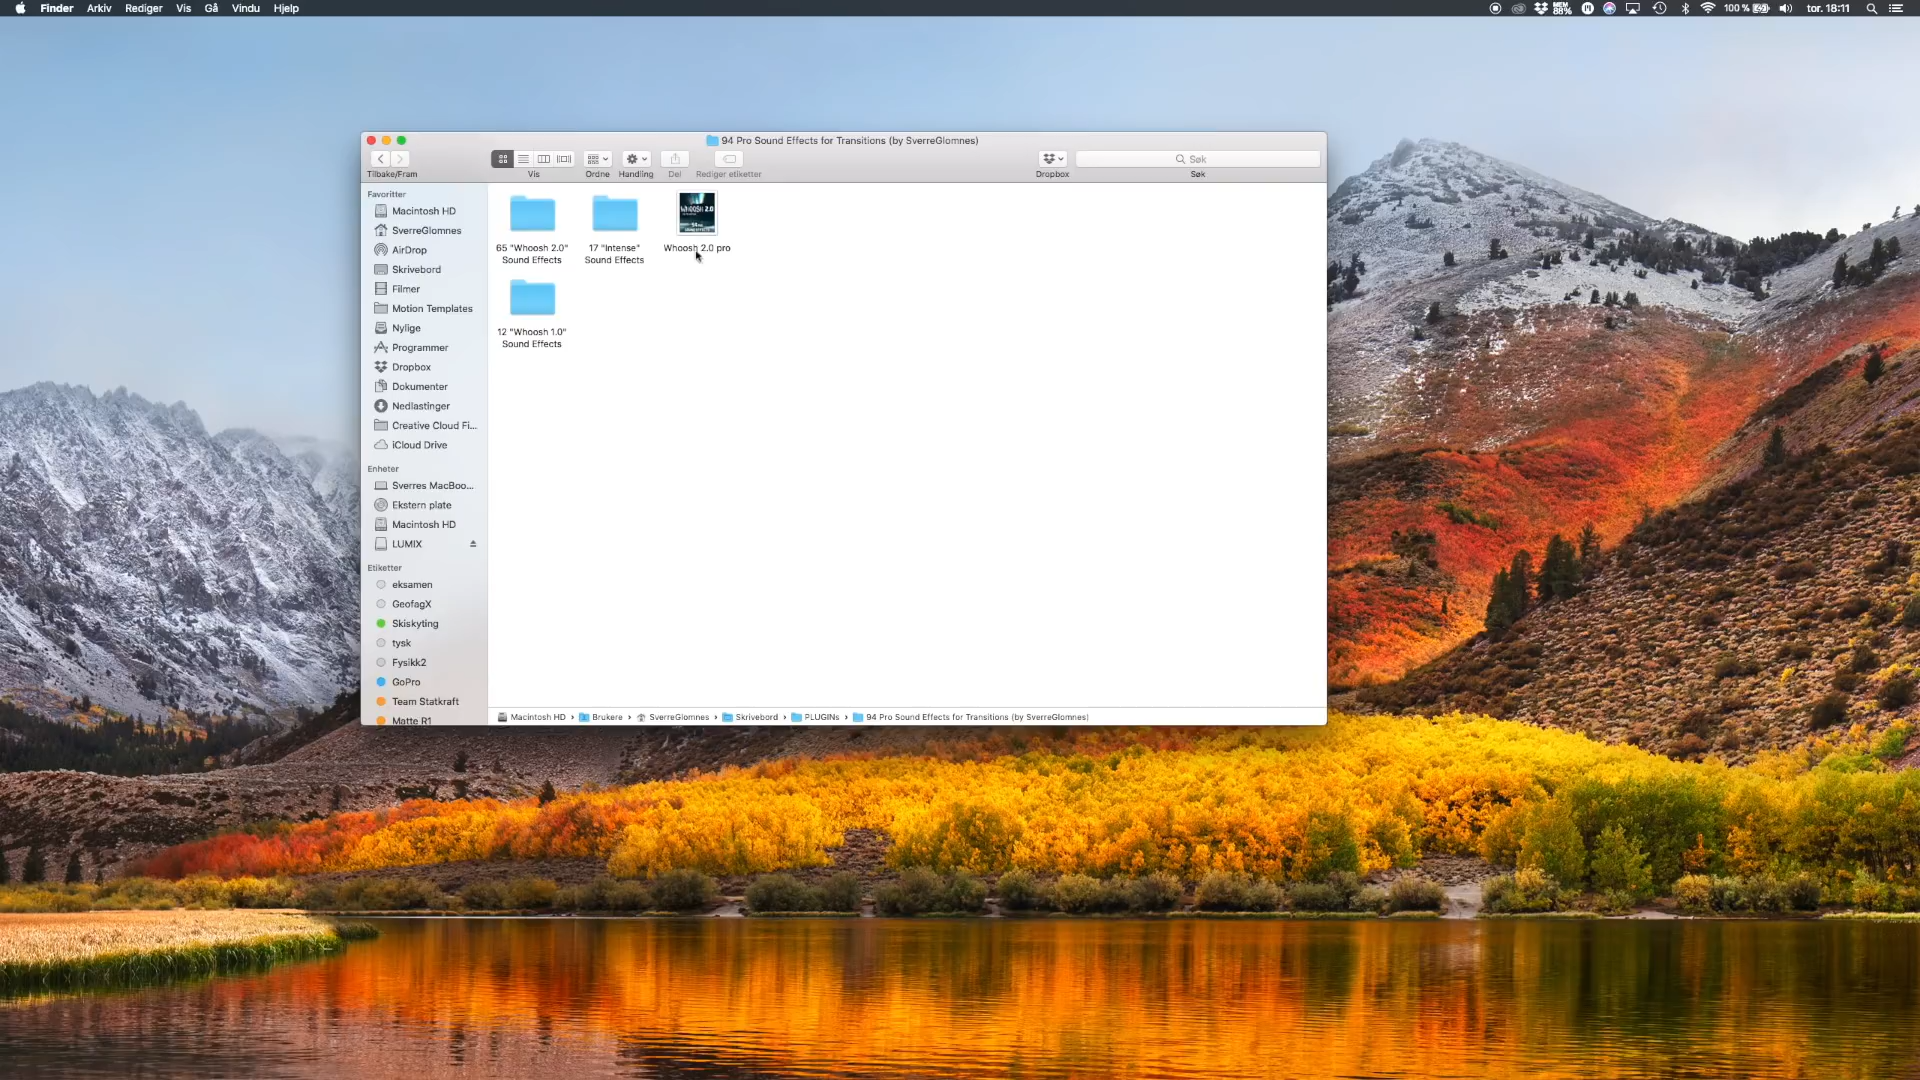 Finder Arkiv Rediger Vis Gå Vindu Hjelp
MEM 88% 100 % tor. 18:11
94 Pro Sound Effects for Transitions (by SverreGlomnes)
Søk
Tilbake/Fram Vis Ordne Handling Del Rediger etiketter Dropbox Søk
Favoritter
Macintosh HD
SverreGlomnes
AirDrop
Skrivebord
Filmer
Motion Templates
Nylige
Programmer
Dropbox
Dokumenter
Nedlastinger
Creative Cloud Fi...
iCloud Drive
Enheter
Sverres MacBoo...
Ekstern plate
Macintosh HD
LUMIX
Etiketter
eksamen
GeofagX
Skiskyting
tysk
Fysikk2
GoPro
Team Statkraft
Matte R1
WHOOSH 2.0
65 "Whoosh 2.0"
Sound Effects
17 "Intense"
Sound Effects
Whoosh 2.0 pro
12 "Whoosh 1.0"
Sound Effects
Macintosh HD › Brukere › SverreGlomnes › Skrivebord › PLUGINs › 94 Pro Sound Effects for Transitions (by SverreGlomnes)